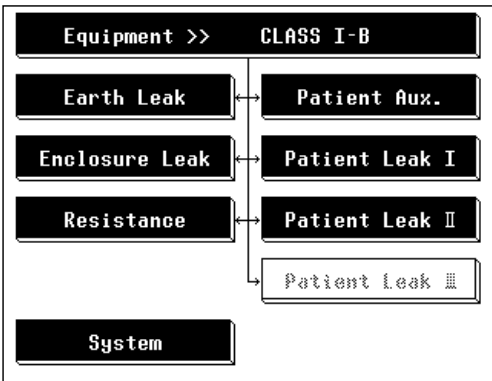 Equipment >> CLASS I-B
Earth Leak
Patient Aux.
Enclosure Leak
Patient Leak I
Resistance
Patient Leak Ⅱ
Patient Leak Ⅲ
System